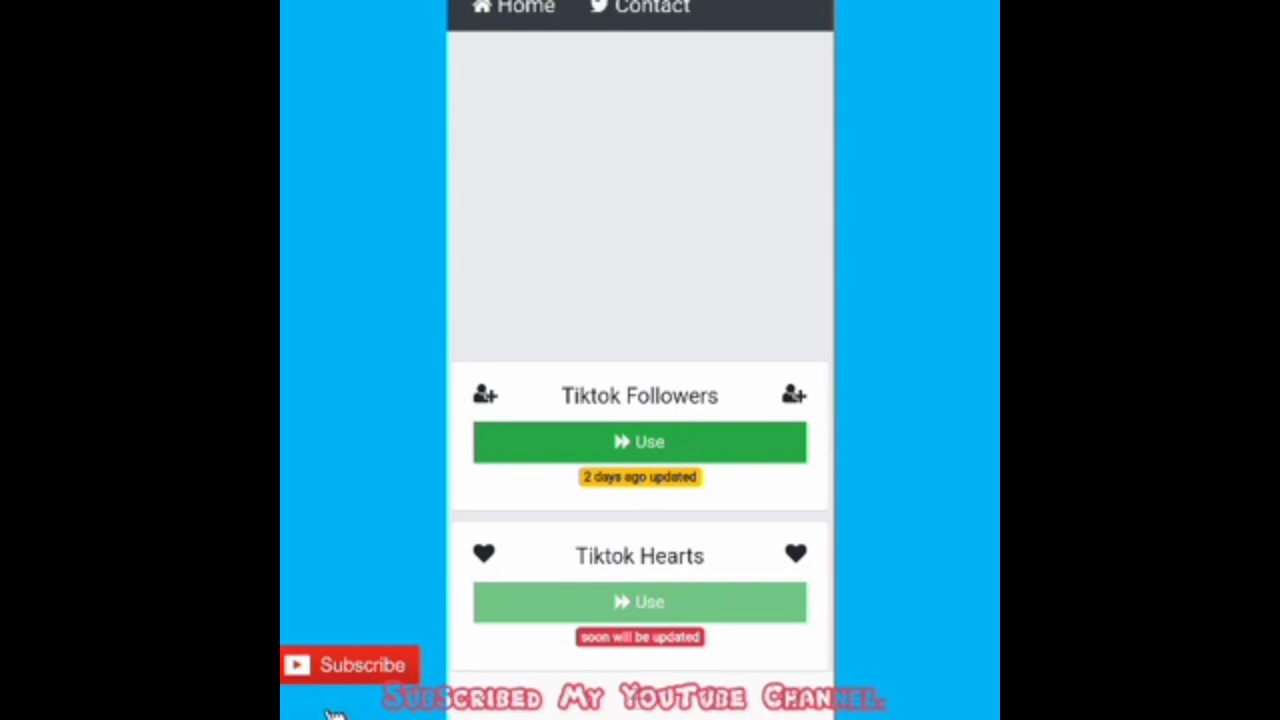 Home Contact
Tiktok Followers
Use
2 days ago updated
Tiktok Hearts
Use
soon will be updated
Subscribe
Subscribed My YouTube Channel.